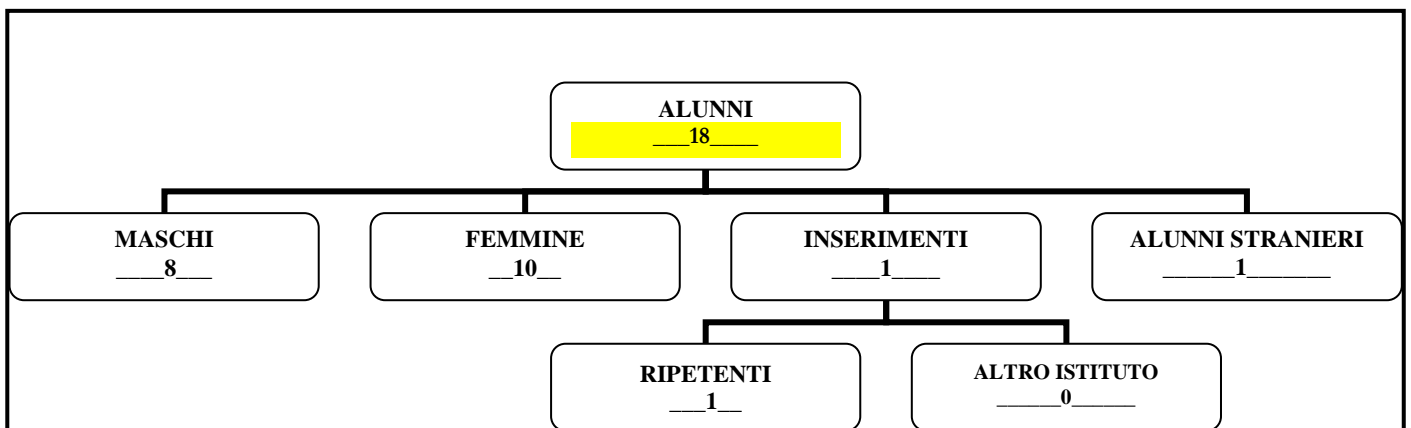 ALUNNI
___18____
MASCHI
____8___
FEMMINE
__10__
INSERIMENTI
____1____
ALUNNI STRANIERI
______1_______
RIPETENTI
___1__
ALTRO ISTITUTO
______0______